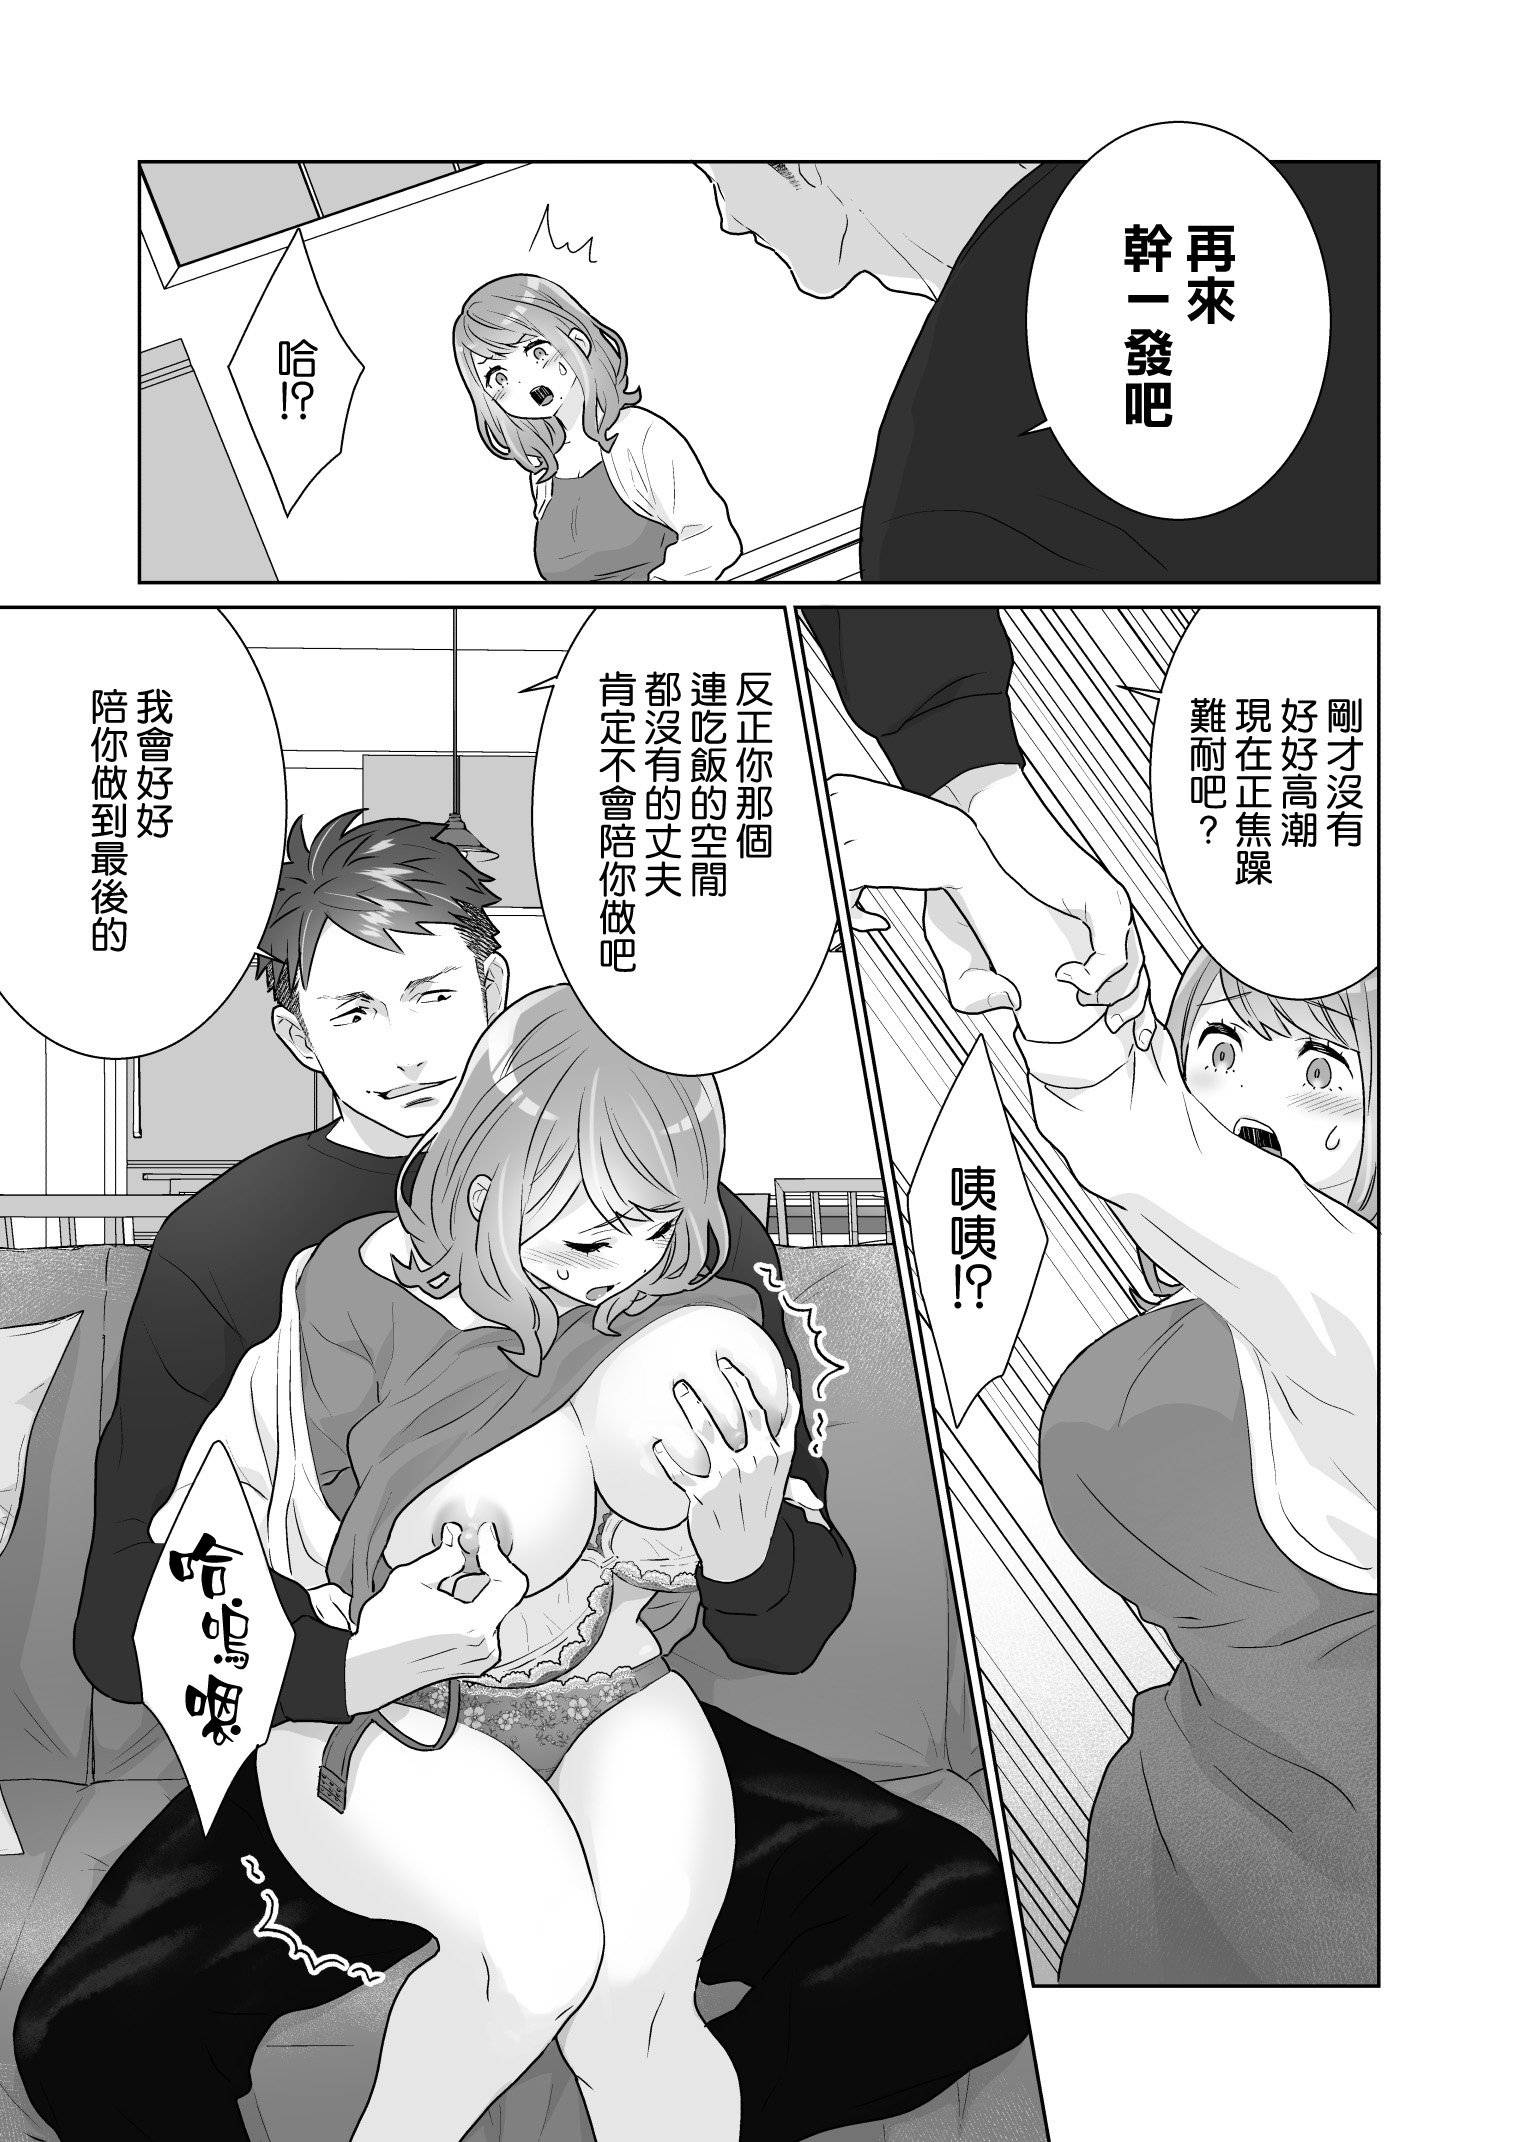 再來
幹一發吧
哈!?
剛才沒有
好好高潮
現在正焦躁
難耐吧？
咦咦!?
反正你那個
連吃飯的空閒
都沒有的丈夫
肯定不會陪你做吧
我會好好
陪你做到最後的
哈嗚嗯